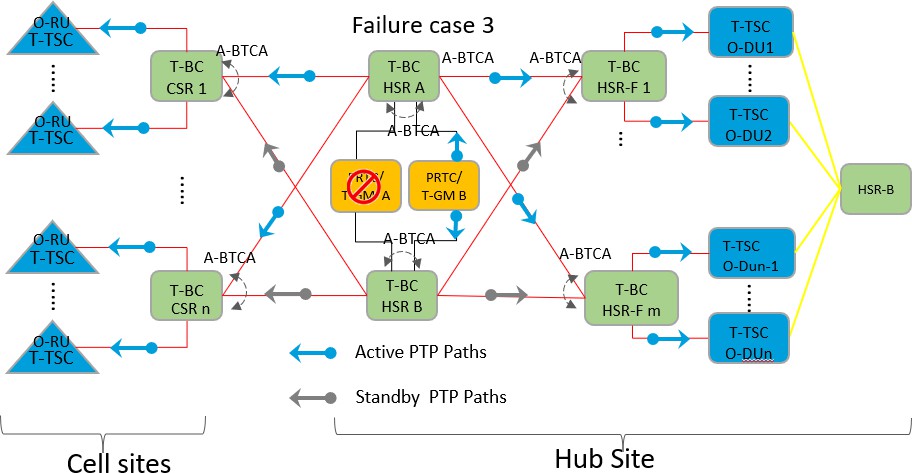 Failure case 3
O-RU
T-TSC
O-RU
T-TSC
O-RU
T-TSC
O-RU
T-TSC
A-BTCA
T-BC
CSR 1
A-BTCA
T-BC
CSR n
T-BC
HSR A
A-BTCA
A-BTCA
PRTC/
T-GM A
PRTC/
T-GM B
A-BTCA
T-BC
HSR B
A-BTCA
T-BC
HSR-F 1
A-BTCA
T-BC
HSR-F m
T-TSC
O-DU1
T-TSC
O-DU2
T-TSC
O-Dun-1
T-TSC
O-DUn
HSR-B
Active PTP Paths
Standby PTP Paths
Cell sites
Hub Site